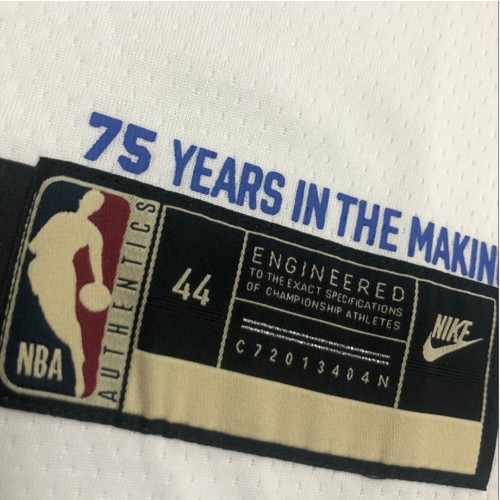 75 YEARS IN THE MAKIN
NBA
AUTHENTICS
44
ENGINEERED
TO THE EXACT SPECIFICATIONS
OF CHAMPIONSHIP ATHLETES
C72013404N
NIKE